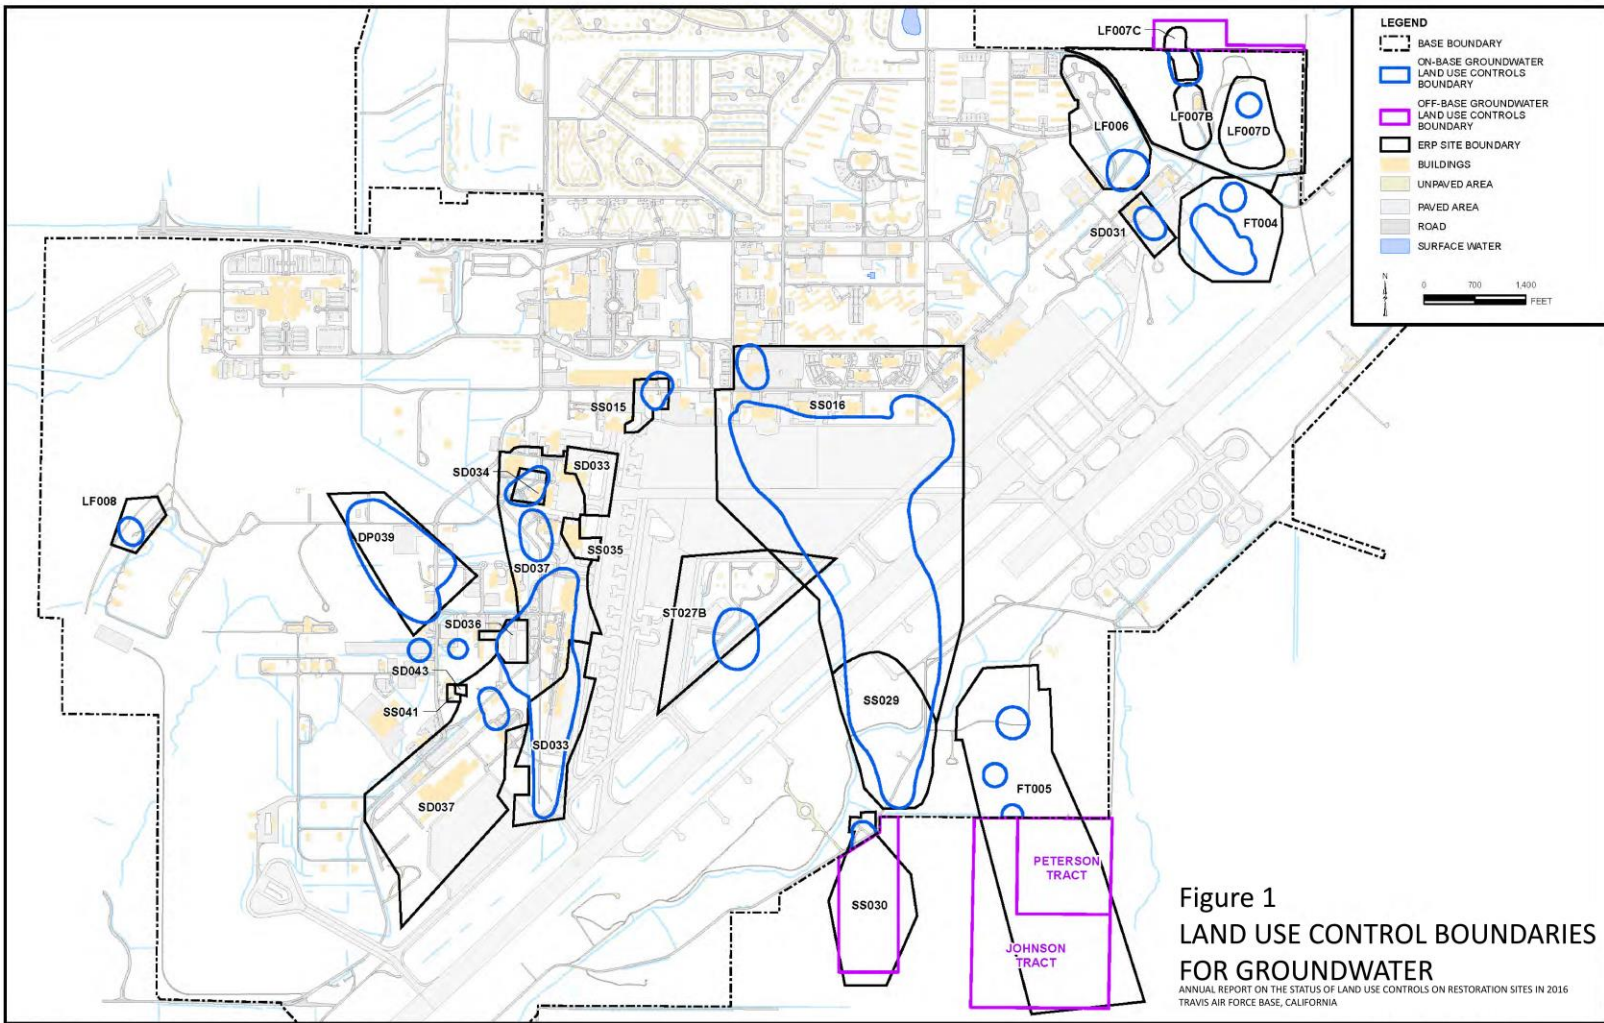 LF007C
LEGEND
BASE BOUNDARY
ON-BASE GROUNDWATER
LAND USE CONTROLS
BOUNDARY
OFF-BASE GROUNDWATER
LAND USE CONTROLS
BOUNDARY
ERP SITE BOUNDARY
BUILDINGS
UNPAVED AREA
PAVED AREA
ROAD
SURFACE WATER
N
0 700 1,400
FEET
LF006
LF007B
LF007D
SD031
FT004
SS015
SS016
SD034
SD033
LF008
DP039
SS035
SD037
ST027B
SD036
SD043
SS041
SS029
SD033
SD037
FT005
PETERSON
TRACT
SS030
JOHNSON
TRACT
Figure 1
LAND USE CONTROL BOUNDARIES
FOR GROUNDWATER
ANNUAL REPORT ON THE STATUS OF LAND USE CONTROLS ON RESTORATION SITES IN 2016
TRAVIS AIR FORCE BASE, CALIFORNIA